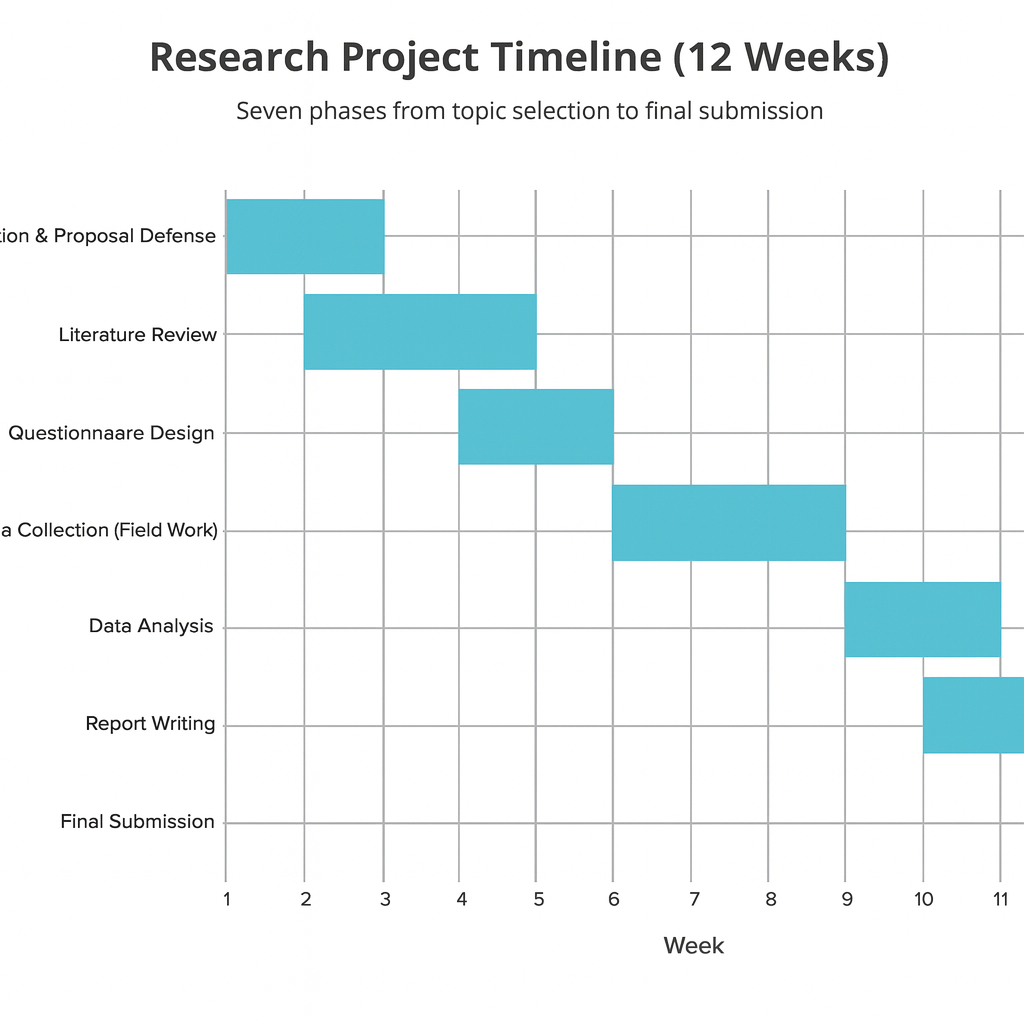 Research Project Timeline (12 Weeks)
Seven phases from topic selection to final submission
tion & Proposal Defense
Literature Review
Questionnaare Design
a Collection (Field Work)
Data Analysis
Report Writing
Final Submission
1 2 3 4 5 6 7 8 9 10 11
Week